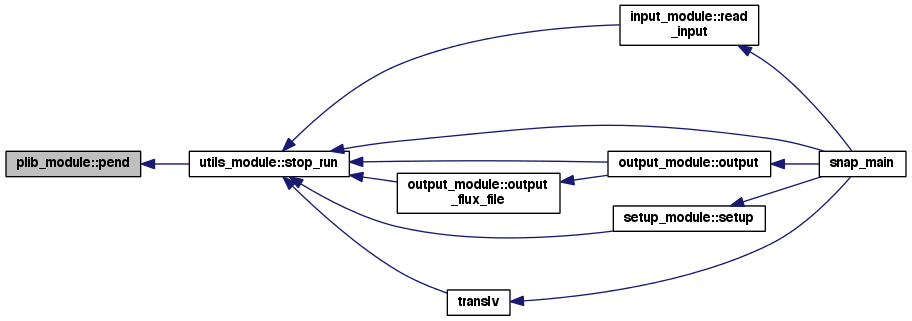 input_module::read
_input
plib_module::pend
utils_module::stop_run
output_module::output
snap_main
output_module::output
_flux_file
setup_module::setup
translv